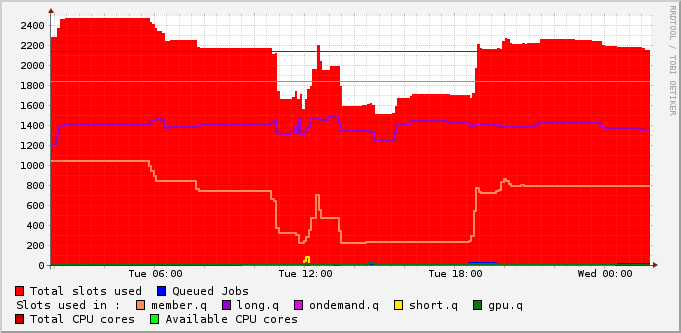 2400
2200
2000
1800
1600
1400
1200
1000
800
600
400
200
0
Tue 06:00 Tue 12:00 Tue 18:00 Wed 00:00
RRDTOOL / TOBI OETIKER
Total slots used Queued Jobs
Slots used in : member.q long.q ondemand.q short.q gpu.q
Total CPU cores Available CPU cores